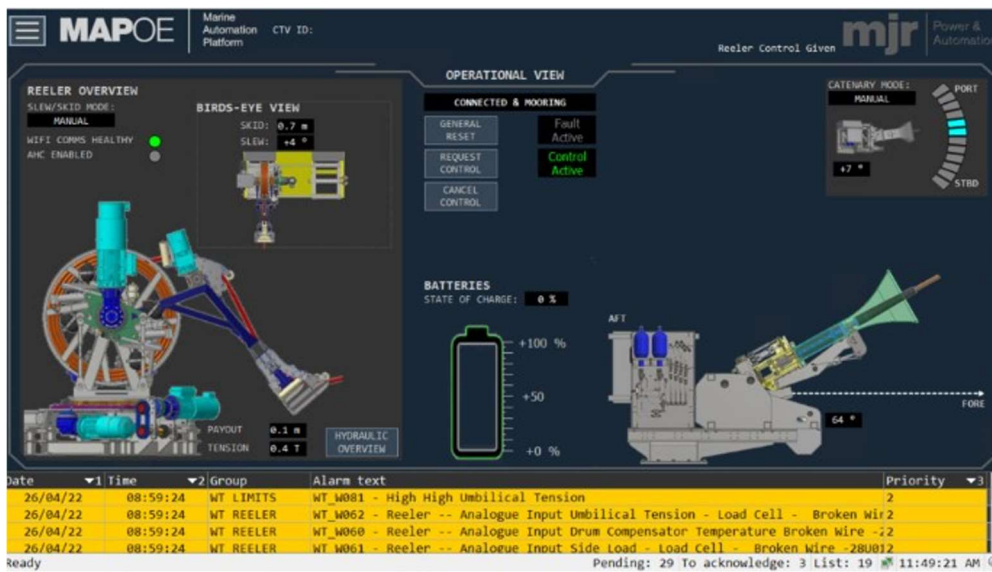 MAPOE
Marine
Automation
Platform
CTV ID:
Reeler Control Given
mjr
Power &
Automation
OPERATIONAL VIEW
REELER OVERVIEW
SLEW/SKID MODE:
MANUAL
WIFI COMMS HEALTHY
AHC ENABLED
BIRDS-EYE VIEW
SKID: 0.7 m
SLEW: +4 °
CONNECTED & MOORING
GENERAL
RESET
Fault
Active
REQUEST
CONTROL
Control
Active
CANCEL
CONTROL
CATENARY MODE:
MANUAL
+7 °
PORT
STBD
BATTERIES
STATE OF CHARGE: 0 %
+100 %
+50
+0 %
AFT
FORE
64 °
PAYOUT 0.1 m
TENSION 0.4 T
HYDRAULIC
OVERVIEW
Date 1 Time 2 Group Alarm text Priority 3
26/04/22 08:59:24 WT LIMITS WT_W081 - High High Umbilical Tension 2
26/04/22 08:59:24 WT REELER WT_W062 - Reeler -- Analogue Input Umbilical Tension - Load Cell - Broken Wir 2
26/04/22 08:59:24 WT REELER WT_W060 - Reeler -- Analogue Input Drum Compensator Temperature Broken Wire -2 2
26/04/22 08:59:24 WT REELER WT_W061 - Reeler -- Analogue Input Side Load - Load Cell - Broken Wire -28U01 2
Ready Pending: 29 To acknowledge: 3 List: 19 11:49:21 AM